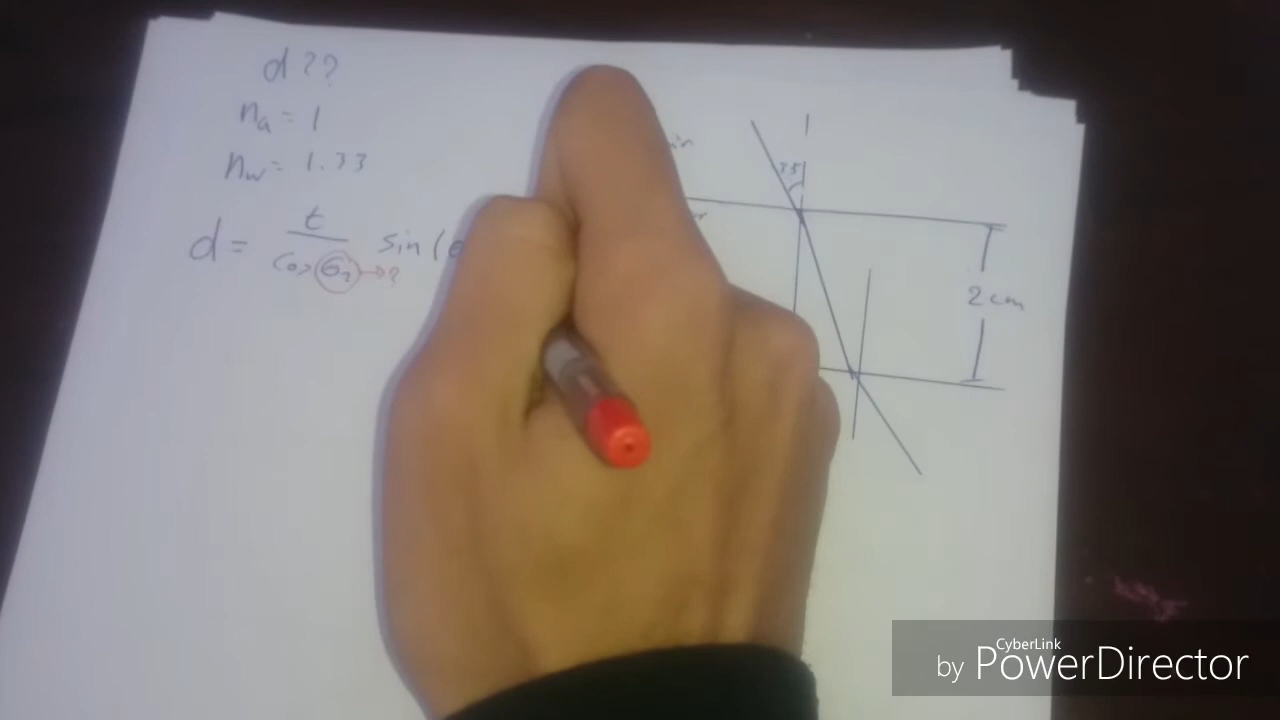 d ??
na = 1
nw = 1.33
d = t / cos θ2 sin (θ
→ ?
35
2 cm
CyberLink
by PowerDirector